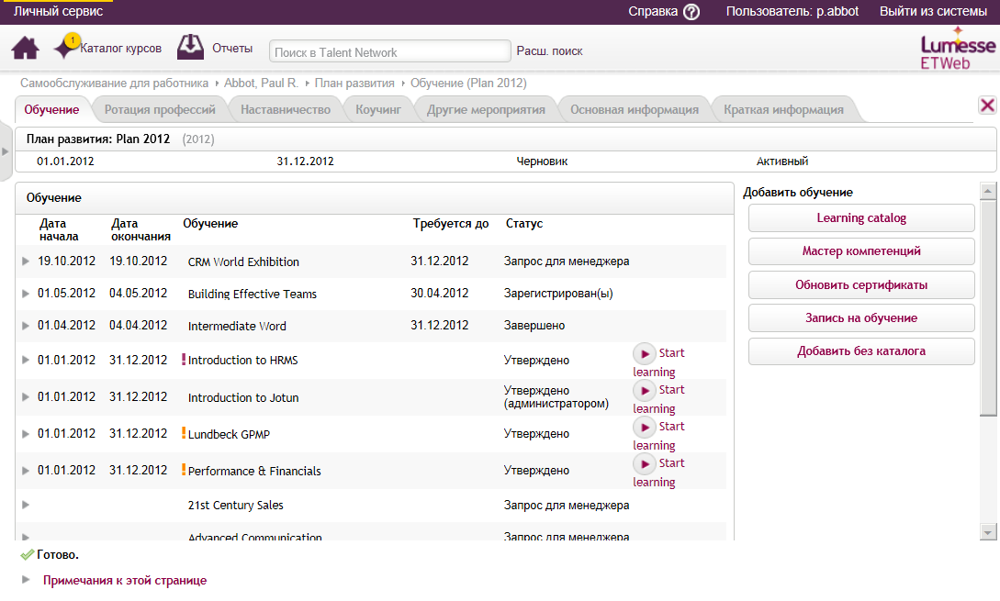 Личный сервис
Справка ?
Пользователь: p.abbot
Выйти из системы
1
Каталог курсов
Отчеты
Поиск в Talent Network
Расш. поиск
Lumesse
ETWeb
Самообслуживание для работника Abbot, Paul R. План развития Обучение (Plan 2012)
Обучение Ротация профессий Наставничество Коучинг Другие мероприятия Основная информация Краткая информация
План развития: Plan 2012 (2012)
01.01.2012 31.12.2012 Черновик Активный
Обучение
Дата начала Дата окончания Обучение Требуется до Статус
19.10.2012 19.10.2012 CRM World Exhibition 31.12.2012 Запрос для менеджера
01.05.2012 04.05.2012 Building Effective Teams 30.04.2012 Зарегистрирован(ы)
01.04.2012 04.04.2012 Intermediate Word 31.12.2012 Завершено
01.01.2012 31.12.2012 ! Introduction to HRMS Утверждено Start learning
01.01.2012 31.12.2012 Introduction to Jotun Утверждено (администратором) Start learning
01.01.2012 31.12.2012 ! Lundbeck GPMP Утверждено Start learning
01.01.2012 31.12.2012 ! Performance & Financials Утверждено Start learning
21st Century Sales Запрос для менеджера
Advanced Communication Запрос для менеджера
Добавить обучение
Learning catalog
Мастер компетенций
Обновить сертификаты
Запись на обучение
Добавить без каталога
Готово.
Примечания к этой странице